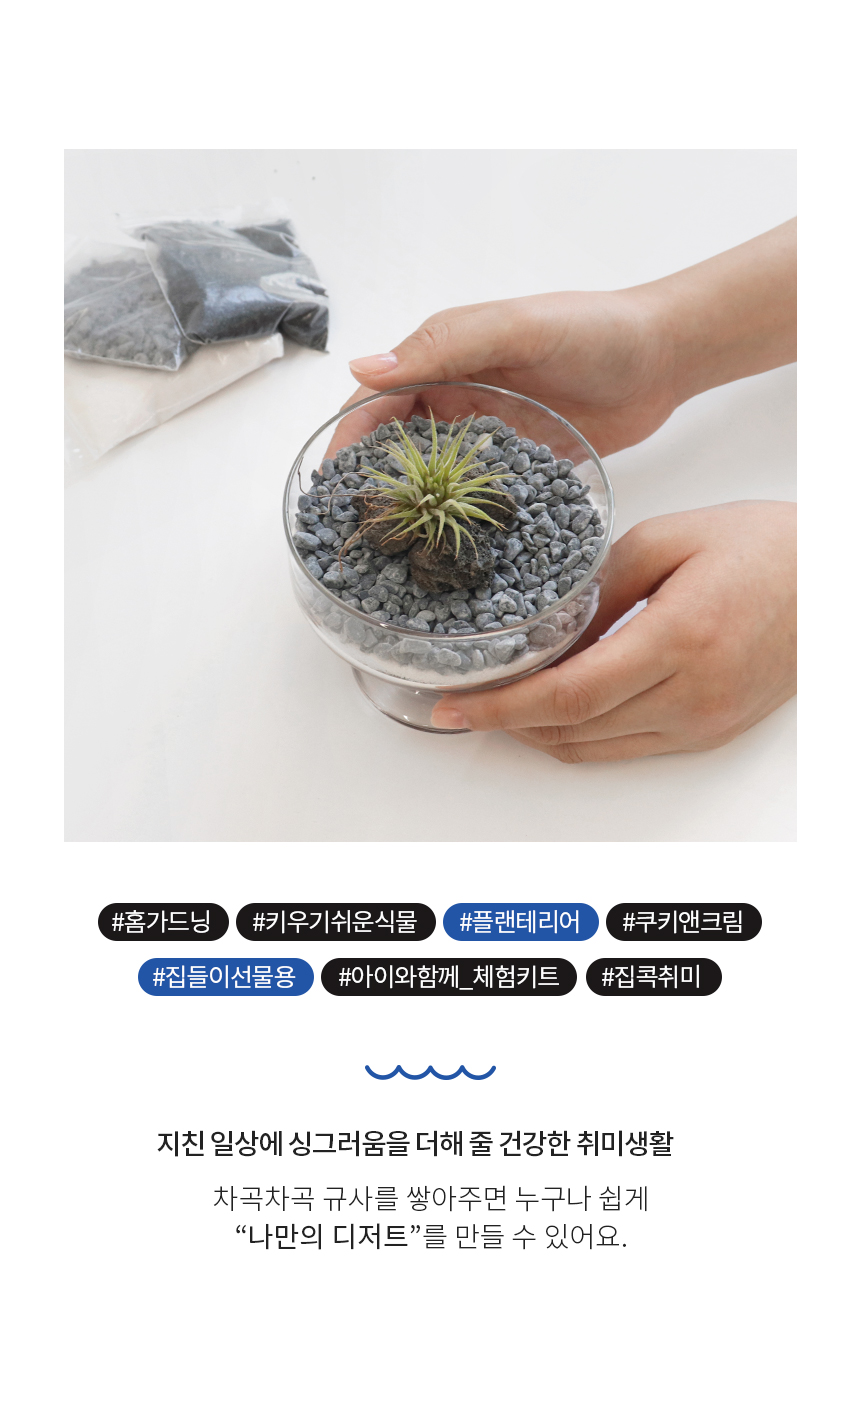 #홈가드닝 #키우기쉬운식물 #플랜테리어 #쿠키앤크림
#집들이선물용 #아이와함께_체험키트 #집콕취미
지친 일상에 싱그러움을 더해 줄 건강한 취미생활
차곡차곡 규사를 쌓아주면 누구나 쉽게
“나만의 디저트”를 만들 수 있어요.